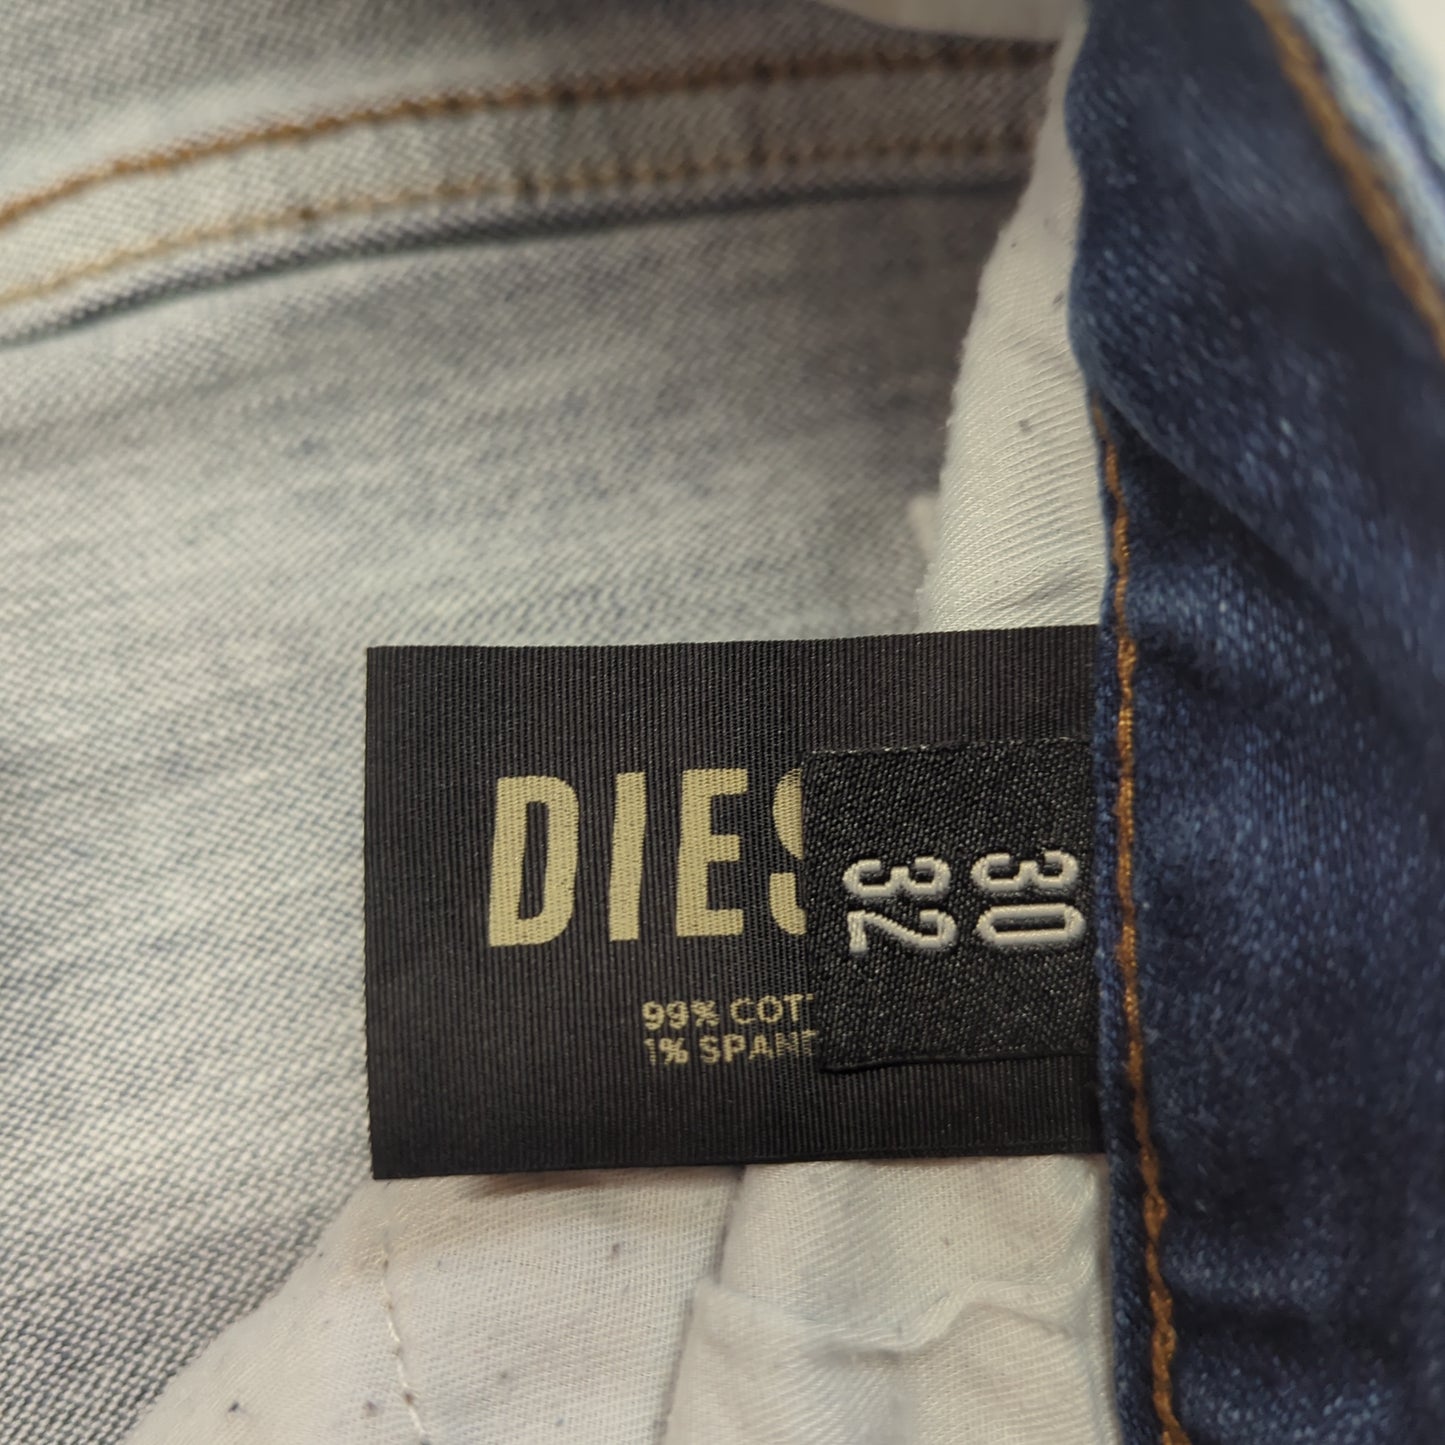 DIES
99% COT
1% SPAN
30
32